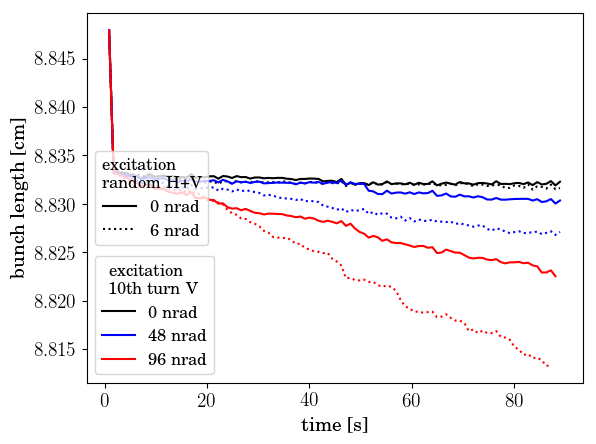 bunch length [cm]
8.845
8.840
8.835
8.830
8.825
8.820
8.815
excitation
random H+V
0 nrad
6 nrad
excitation
10th turn V
0 nrad
48 nrad
96 nrad
0 20 40 60 80
time [s]